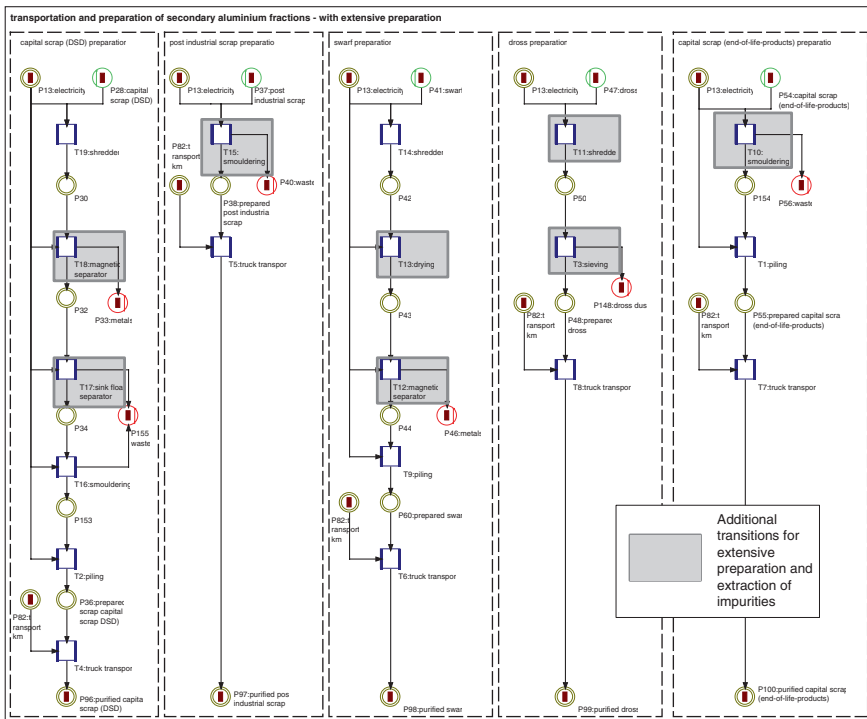 transportation and preparation of secondary aluminium fractions - with extensive preparation
capital scrap (DSD) preparation
P13:electricity
P28:capital
scrap (DSD)
T19:shredder
P30
T18:magnetic
separator
P32
P33:metals
T17:sink floa
separator
P34
P155
waste
T16:smouldering
P153
T2:piling
P82:t
ransport
km
P36:prepared
scrap capital
scrap DSD)
T4:truck transpor
P96:purified capita
scrap (DSD)
post industrial scrap preparatio
P13:electricity
P37:post
industrial scrap
P82:t
ransport
km
T15:
smouldering
P40:waste
P38:prepared
post industria
scrap
T5:truck transpor
P97:purified pos
industrial scrap
swarf preparation
P13:electricity
P41:swarf
T14:shredder
P42
T13:drying
P43
T12:magnetic
separator
P44
P46:metals
T9:piling
P82:t
ransport
km
P60:prepared swar
T6:truck transpor
P98:purified swar
dross preparation
P13:electricity
P47:dross
T11:shredde
P50
T3:sieving
P148:dross dus
P82:t
ransport
km
P48:prepared
dross
T8:truck transpor
P99:purified dross
capital scrap (end-of-life-products) preparatio
P13:electricity
P54:capital scrap
(end-of-life-products)
T10:
smouldering
P154
P56:waste
T1:piling
P82:t
ransport
km
P55:prepared capital scra
(end-of-life-products)
T7:truck transpor
P100:purified capital scrap
(end-of-life-products)
Additional
transitions for
extensive
preparation and
extraction of
impurities